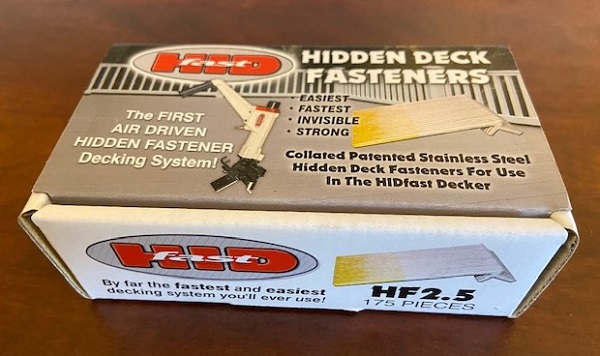 HID
fast
HIDDEN DECK
FASTENERS
The FIRST
AIR DRIVEN
HIDDEN FASTENER
Decking System!
• EASIEST
• FASTEST
• INVISIBLE
• STRONG
Collated Patented Stainless Steel
Hidden Deck Fasteners For Use
In The HIDfast Decker
HID
fast
By far the fastest and easiest
decking system you'll ever use!
HF2.5
175 PIECES